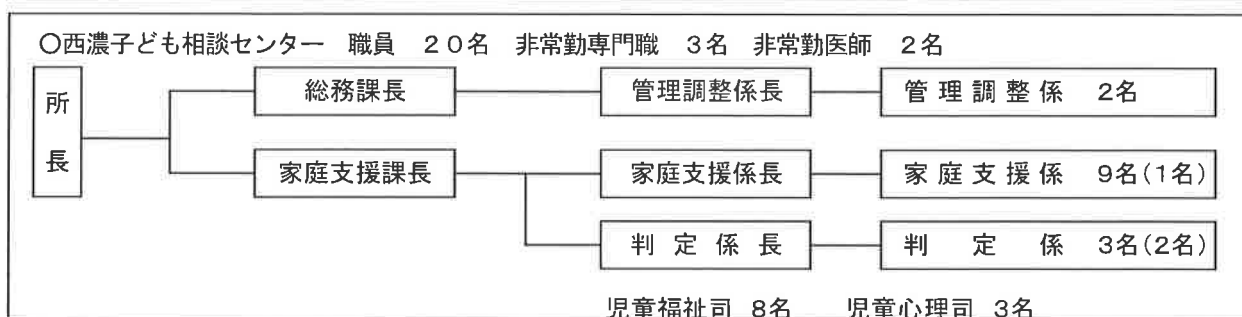 ○西濃子ども相談センター 職員 20名 非常勤専門職 3名 非常勤医師 2名
所長
総務課長 管理調整係長 管理調整係 2名
家庭支援課長 家庭支援係長 家庭支援係 9名(1名)
判定係長 判定係 3名(2名)
児童福祉司 8名 児童心理司 3名